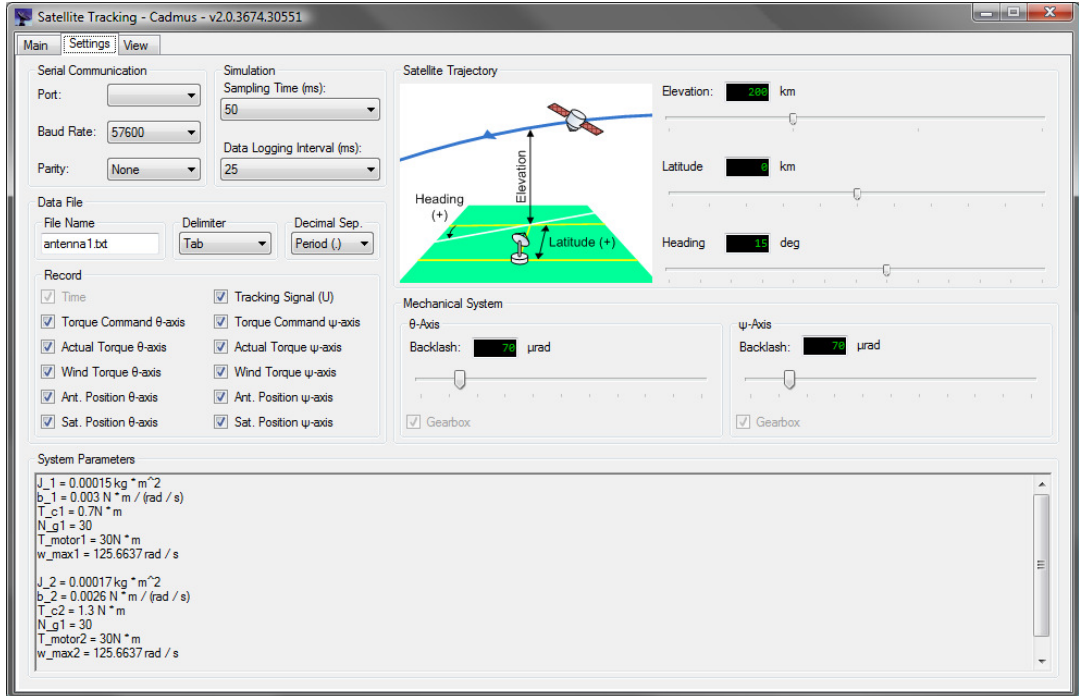 Satellite Tracking - Cadmus - v2.0.3674.30551
Main Settings View
Serial Communication
Port:
Baud Rate: 57600
Parity: None
Simulation
Sampling Time (ms):
50
Data Logging Interval (ms):
25
Data File
File Name
antenna1.txt
Delimiter
Tab
Decimal Sep.
Period (.)
Record
Time
Tracking Signal (U)
Torque Command θ-axis
Torque Command ψ-axis
Actual Torque θ-axis
Actual Torque ψ-axis
Wind Torque θ-axis
Wind Torque ψ-axis
Ant. Position θ-axis
Ant. Position ψ-axis
Sat. Position θ-axis
Sat. Position ψ-axis
Satellite Trajectory
Elevation
Heading
(+)
Latitude (+)
Elevation: 200 km
Latitude 0 km
Heading 15 deg
Mechanical System
θ-Axis
Backlash: 70 μrad
Gearbox
ψ-Axis
Backlash: 70 μrad
Gearbox
System Parameters
J_1 = 0.00015 kg * m^2
b_1 = 0.003 N * m / (rad / s)
T_c1 = 0.7N * m
N_g1 = 30
T_motor1 = 30N * m
w_max1 = 125.6637 rad / s
J_2 = 0.00017 kg * m^2
b_2 = 0.0026 N * m / (rad / s)
T_c2 = 1.3 N * m
N_g1 = 30
T_motor2 = 30N * m
w_max2 = 125.6637 rad / s